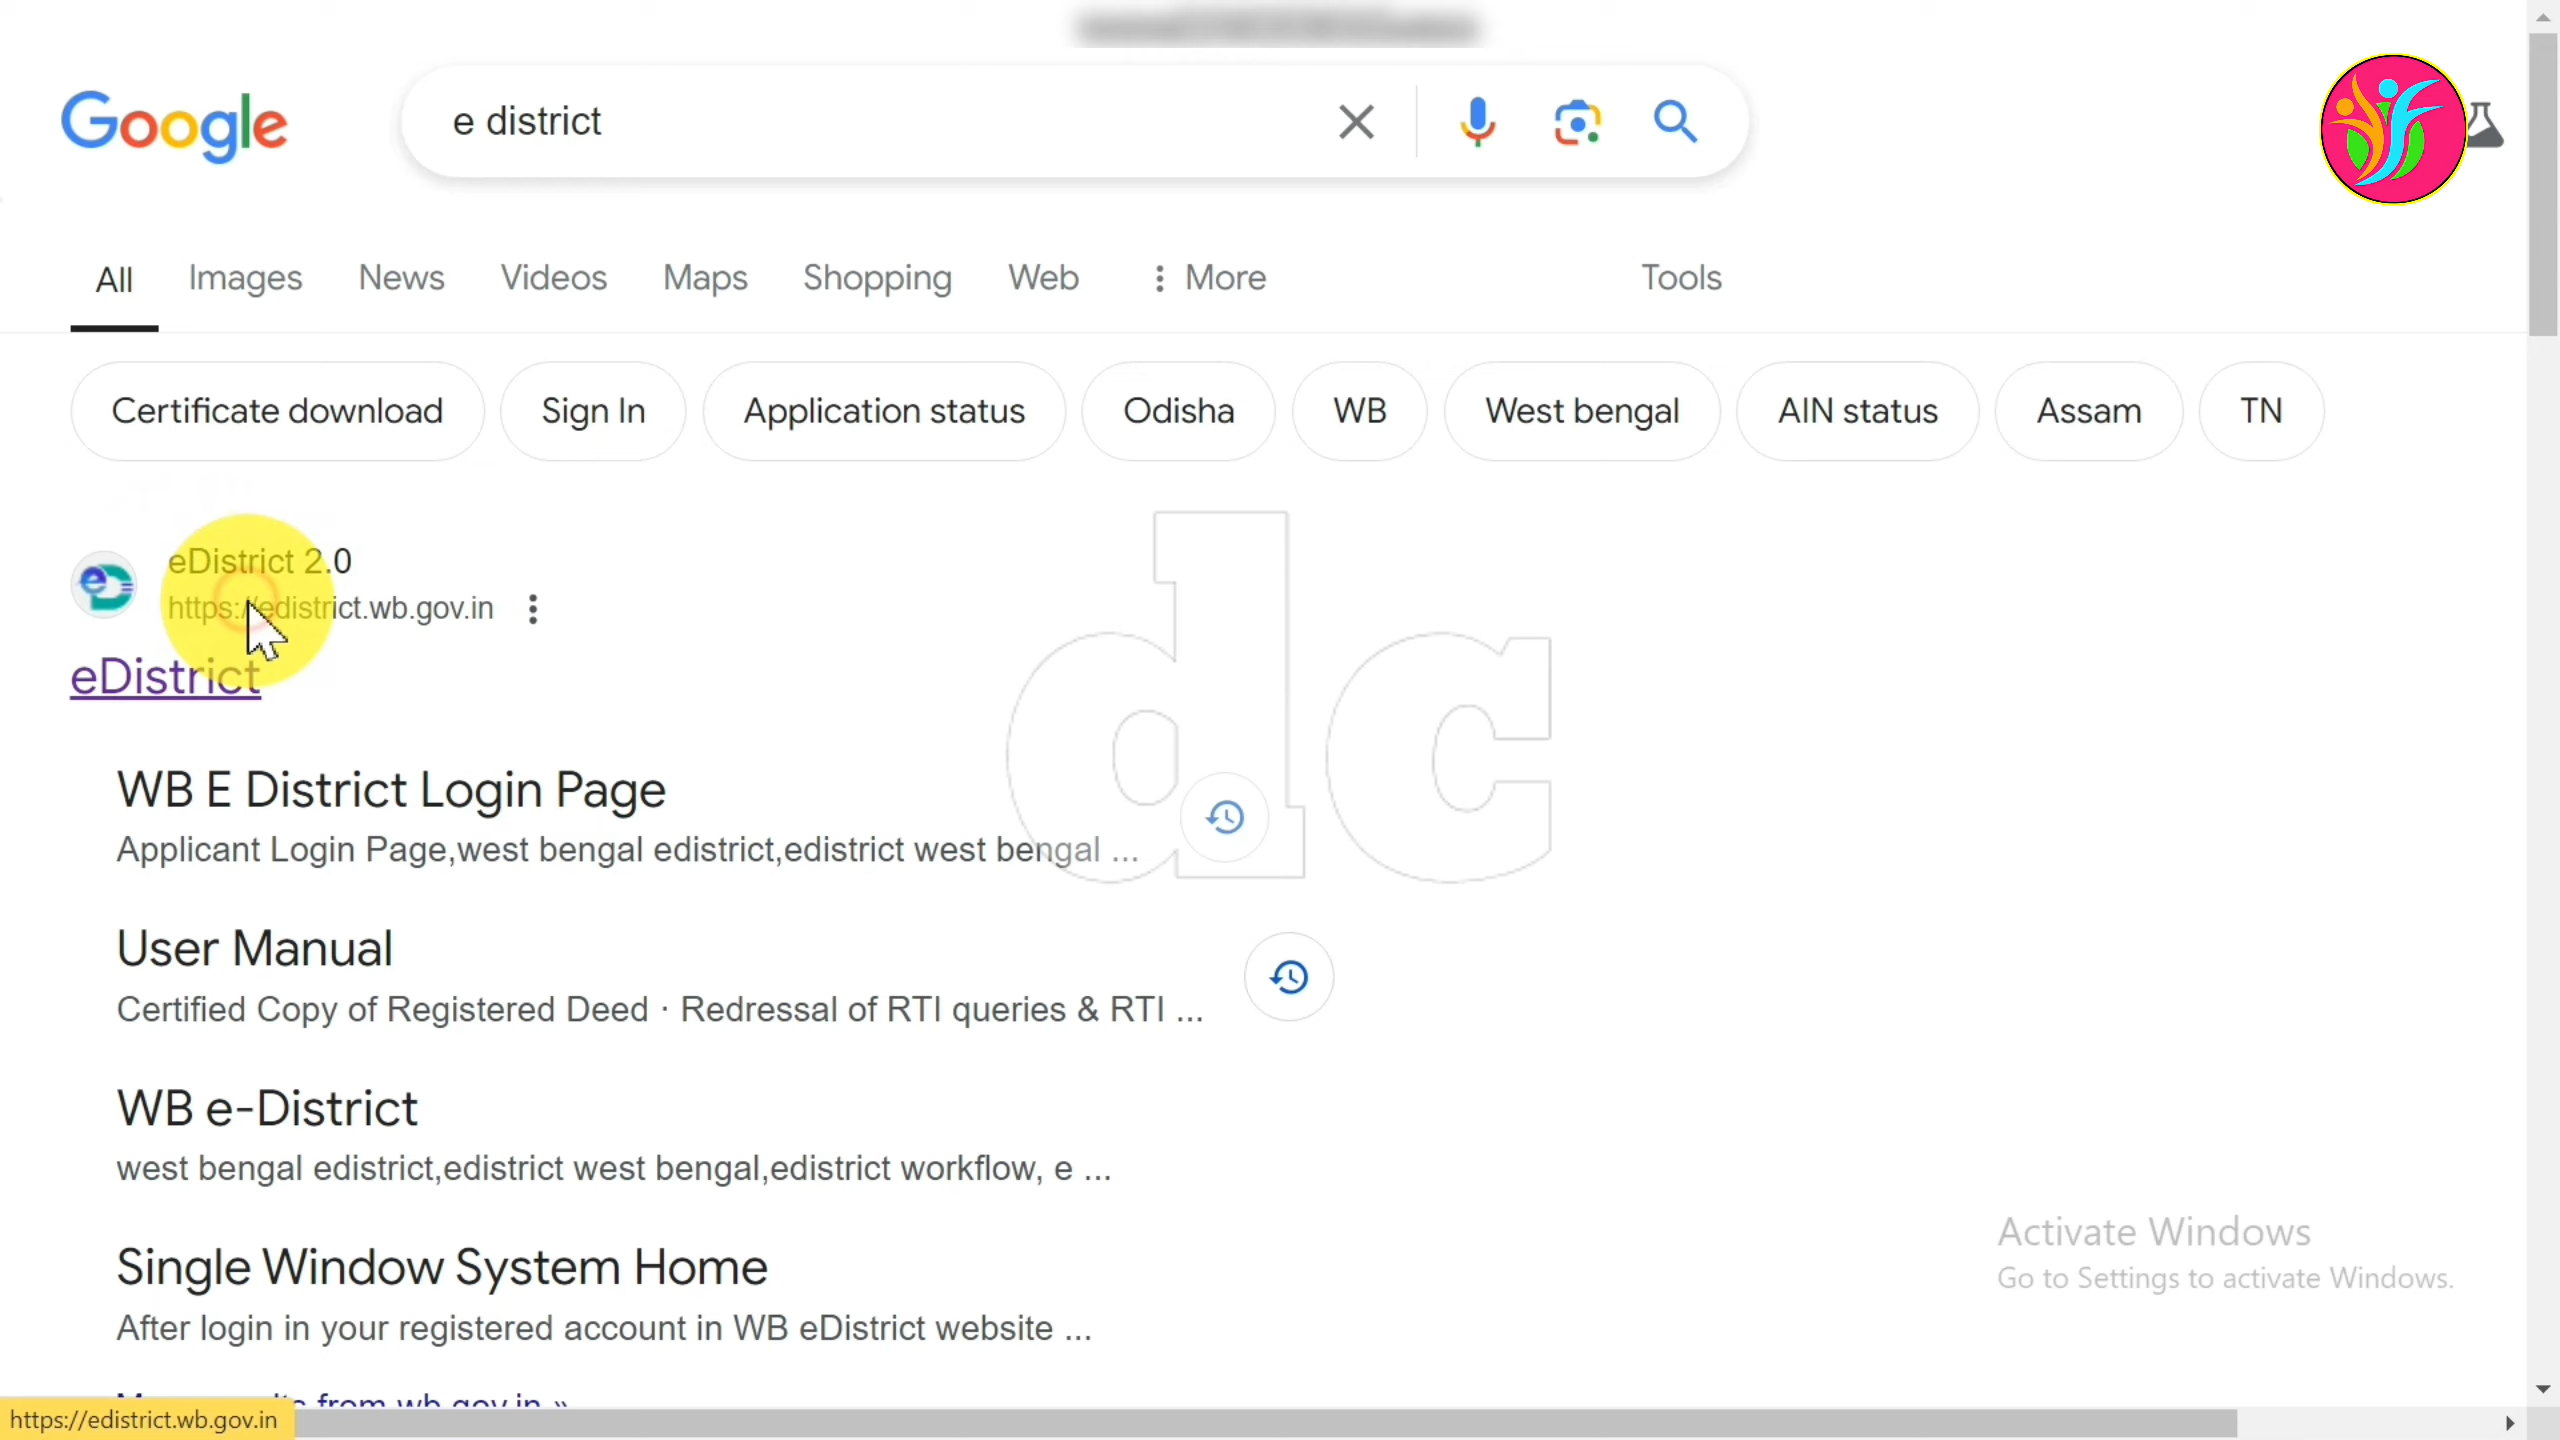 Google
e district
All Images News Videos Maps Shopping Web More Tools
Certificate download Sign In Application status Odisha WB West bengal AIN status Assam TN
eDistrict 2.0
https://edistrict.wb.gov.in
eDistrict
dc
WB E District Login Page
Applicant Login Page,west bengal edistrict,edistrict west bengal ...
User Manual
Certified Copy of Registered Deed · Redressal of RTI queries & RTI ...
WB e-District
west bengal edistrict,edistrict west bengal,edistrict workflow, e ...
Single Window System Home
After login in your registered account in WB eDistrict website ...
Activate Windows
Go to Settings to activate Windows.
from wb.gov.in »
https://edistrict.wb.gov.in